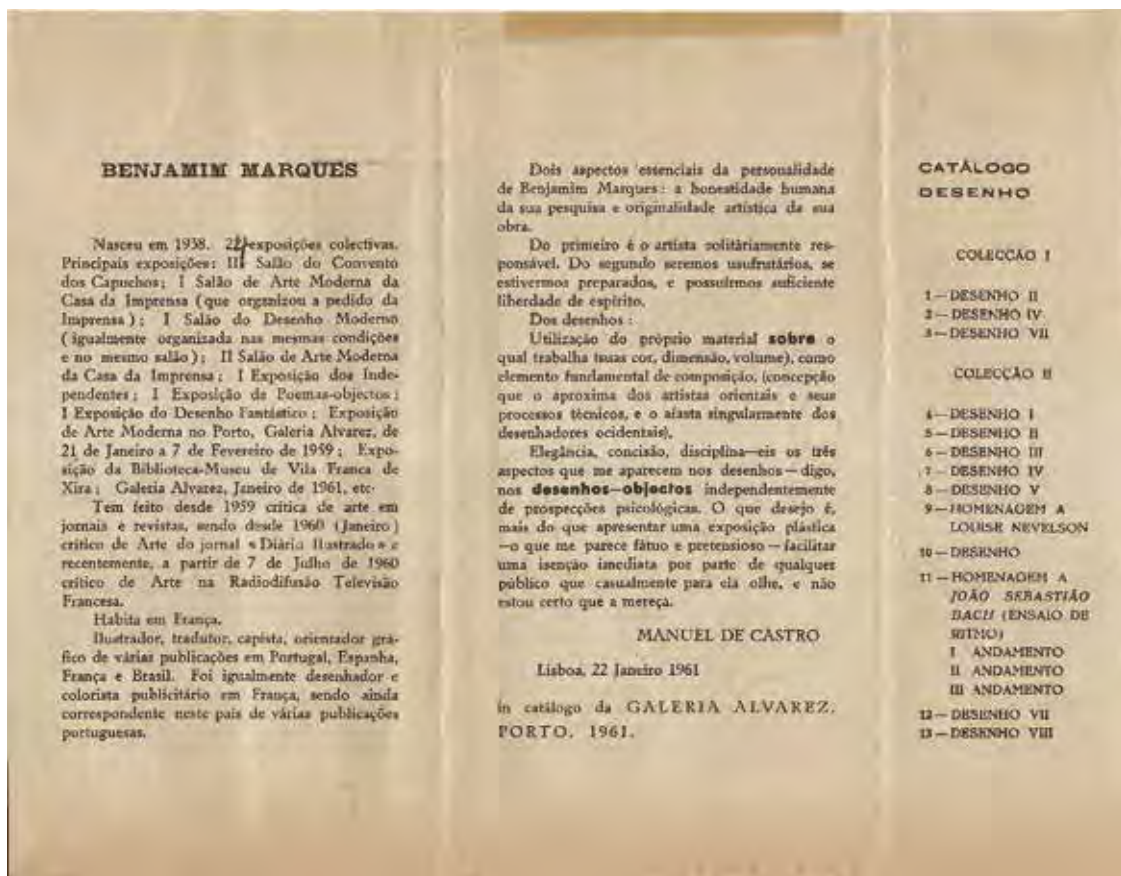 BENJAMIM MARQUES
Nasceu em 1938. exposições colectivas.
Principais exposições: III Salão do Convento
dos Capuchos; I Salão de Arte Moderna da
Casa da Imprensa (que organizou a pedido da
Imprensa); I Salão do Desenho Moderno
(igualmente organizada nas mesmas condições
e no mesmo salão); II Salão de Arte Moderna
da Casa da Imprensa; I Exposição dos Inde-
pendentes; I Exposição de Poemas-objectos;
I Exposição do Desenho Fantástico; Exposição
de Arte Moderna no Porto, Galeria Alvarez, de
21 de Janeiro a 7 de Fevereiro de 1959; Expo-
sição da Biblioteca-Museu de Vila Franca de
Xira; Galeria Alvarez, Janeiro de 1961, etc.
Tem feito desde 1959 crítica de arte em
jornais e revistas, sendo desde 1960 (Janeiro)
crítico de Arte do jornal «Diário Ilustrado» e
recentemente, a partir de 7 de Julho de 1960
crítico de Arte na Radiodifusão Televisão
Francesa.
Habita em França.
Ilustrador, tradutor, capista, orientador grá-
fico de várias publicações em Portugal, Espanha,
França e Brasil. Foi igualmente desenhador e
colorista publicitário em França, sendo ainda
correspondente neste país de várias publicações
portuguesas.
Dois aspectos essenciais da personalidade
de Benjamim Marques: a honestidade humana
da sua pesquisa e originalidade artística da sua
obra.
Do primeiro é o artista solitàriamente res-
ponsável. Do segundo seremos usufrutários, se
estivermos preparados, e possuirmos suficiente
liberdade de espírito.
Dos desenhos:
Utilização do próprio material sobre o
qual trabalha (suas cor, dimensão, volume), como
elemento fundamental de composição, (concepção
que o aproxima dos artistas orientais e seus
processos técnicos, e o afasta singularmente dos
desenhadores ocidentais).
Elegância, concisão, disciplina—eis os três
aspectos que me aparecem nos desenhos—digo,
nos desenhos-objectos independentemente
de prospecções psicológicas. O que desejo é,
mais do que apresentar uma exposição plástica
—o que me parece fátuo e pretensioso—facilitar
uma isenção imediata por parte de qualquer
público que casualmente para ela olhe, e não
estou certo que a mereça.
MANUEL DE CASTRO
Lisboa, 22 Janeiro 1961
in catálogo da GALERIA ALVAREZ,
PORTO, 1961.
CATÁLOGO
DESENHO
COLECCÃO I
1—DESENHO II
2—DESENHO IV
3—DESENHO VII
COLECCÃO II
4—DESENHO I
5—DESENHO II
6—DESENHO III
7—DESENHO IV
8—DESENHO V
9—HOMENAGEM A
LOUISE NEVELSON
10—DESENHO
11—HOMENAGEM A
JOÃO SEBASTIÃO
BACH (ENSAIO DE
RITMO)
I ANDAMENTO
II ANDAMENTO
III ANDAMENTO
12—DESENHO VII
13—DESENHO VIII